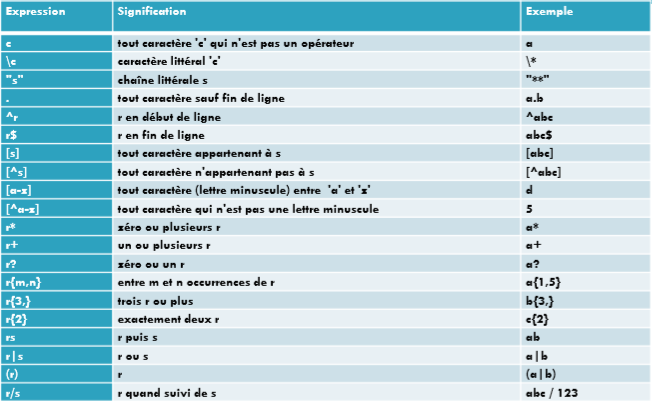 Expression Signification Exemple
c tout caractère 'c' qui n'est pas un opérateur a
\c caractère littéral 'c' \*
"s" chaîne littérale s "**"
. tout caractère sauf fin de ligne a.b
^r r en début de ligne ^abc
r$ r en fin de ligne abc$
[s] tout caractère appartenant à s [abc]
[^s] tout caractère n'appartenant pas à s [^abc]
[a-z] tout caractère (lettre minuscule) entre 'a' et 'z' d
[^a-z] tout caractère qui n'est pas une lettre minuscule 5
r* zéro ou plusieurs r a*
r+ un ou plusieurs r a+
r? zéro ou un r a?
r{m,n} entre m et n occurrences de r a{1,5}
r{3,} trois r ou plus b{3,}
r{2} exactement deux r c{2}
rs r puis s ab
r|s r ou s a|b
(r) r (a|b)
r/s r quand suivi de s abc / 123